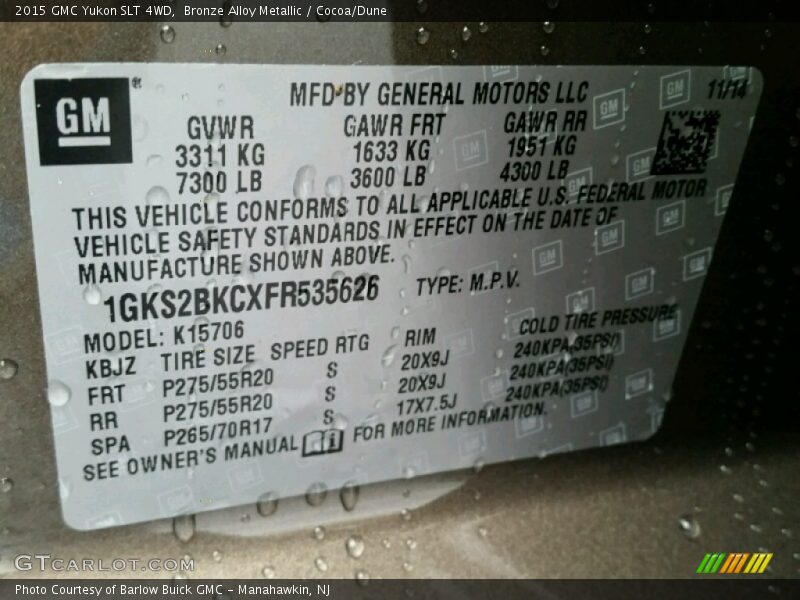 2015 GMC Yukon SLT 4WD, Bronze Alloy Metallic / Cocoa/Dune
GM
MFD BY GENERAL MOTORS LLC 11/14
GVWR GAWR FRT GAWR RR
3311 KG 1633 KG 1951 KG
7300 LB 3600 LB 4300 LB
THIS VEHICLE CONFORMS TO ALL APPLICABLE U.S. FEDERAL MOTOR
VEHICLE SAFETY STANDARDS IN EFFECT ON THE DATE OF
MANUFACTURE SHOWN ABOVE.
1GKS2BKCXFR535626 TYPE: M.P.V.
MODEL: K15706
KBJZ TIRE SIZE SPEED RTG RIM COLD TIRE PRESSURE
FRT P275/55R20 S 20X9J 240KPA(35PSI)
RR P275/55R20 S 20X9J 240KPA(35PSI)
SPA P265/70R17 S 17X7.5J 240KPA(35PSI)
SEE OWNER'S MANUAL FOR MORE INFORMATION.
GTCARLOT.COM
Photo Courtesy of Barlow Buick GMC - Manahawkin, NJ